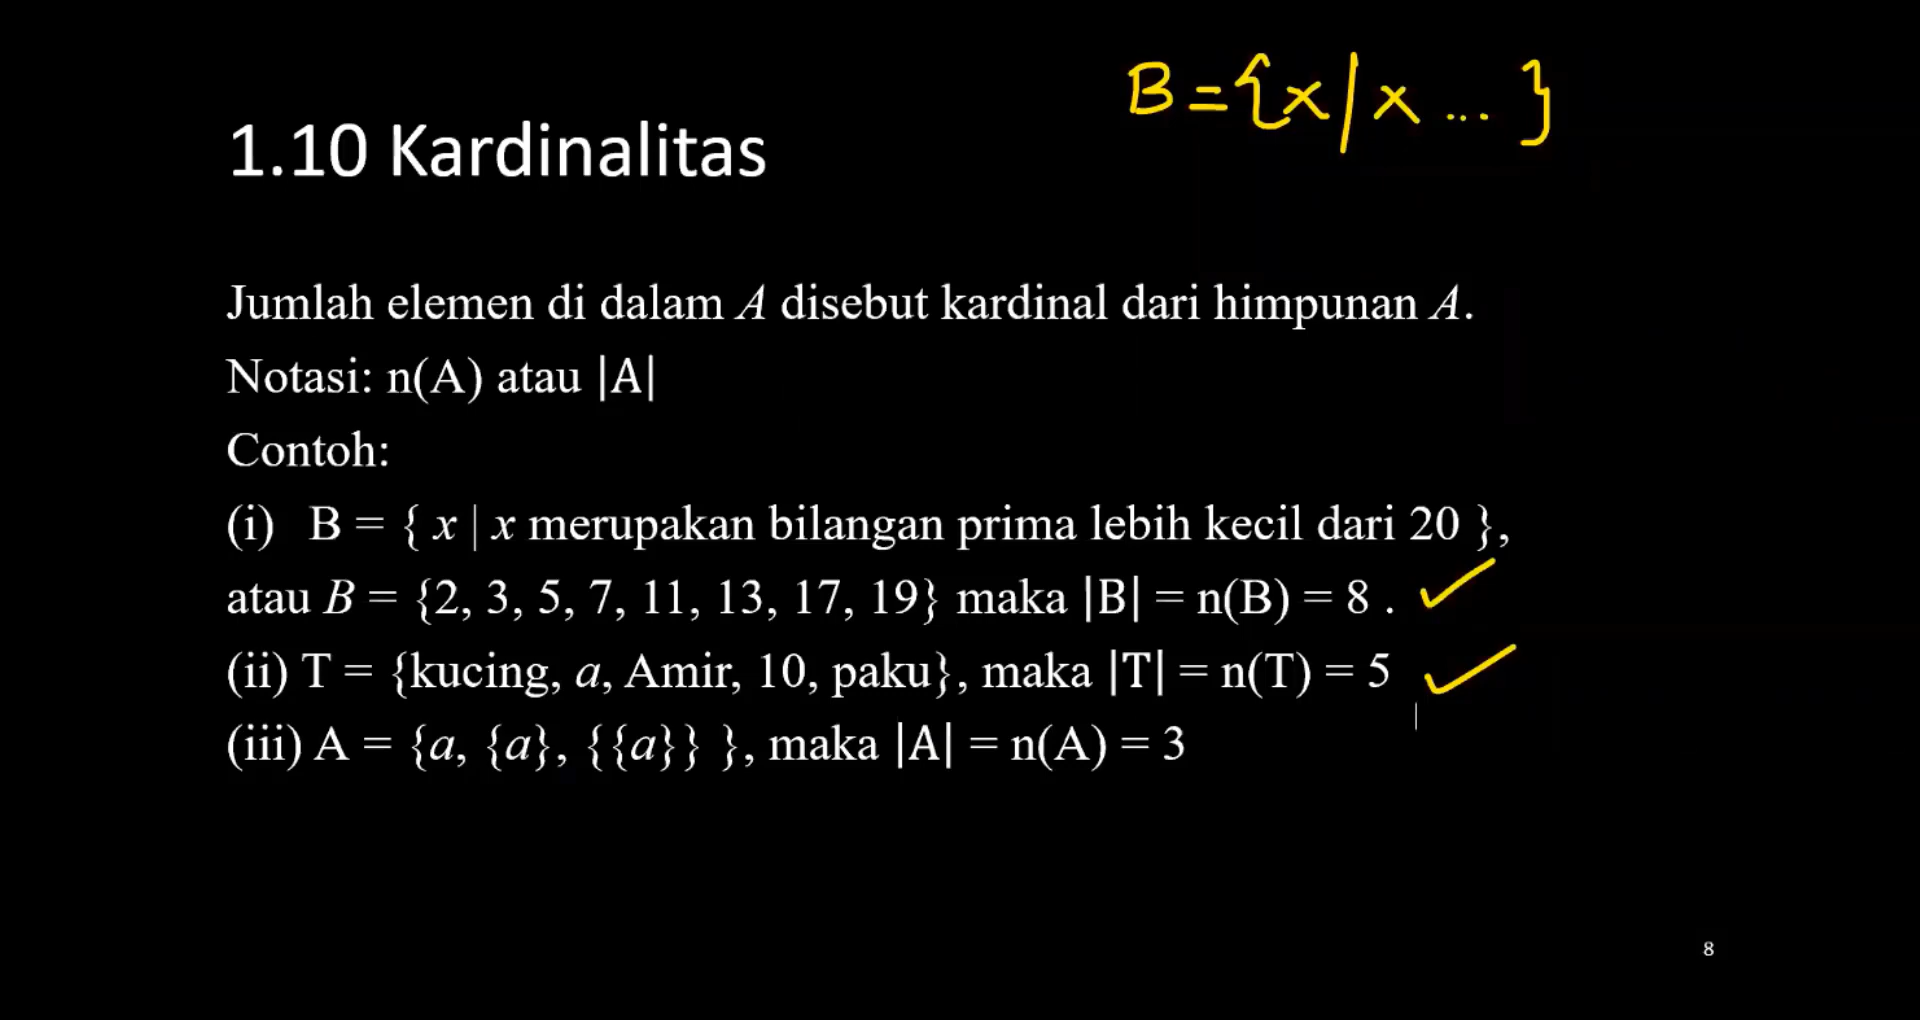 B = {x | x ... }
1.10 Kardinalitas
Jumlah elemen di dalam A disebut kardinal dari himpunan A.
Notasi: n(A) atau |A|
Contoh:
(i) B = { x | x merupakan bilangan prima lebih kecil dari 20 },
atau B = {2, 3, 5, 7, 11, 13, 17, 19} maka |B| = n(B) = 8 .
(ii) T = {kucing, a, Amir, 10, paku}, maka |T| = n(T) = 5
(iii) A = {a, {a}, {{a}} }, maka |A| = n(A) = 3
8